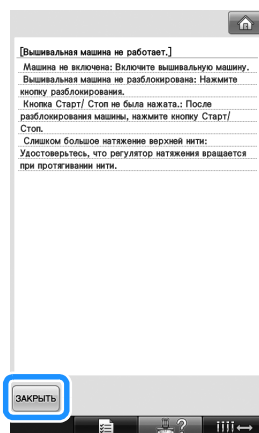 [Вышивальная машина не работает.]
Машина не включена: Включите вышивальную машину.
Вышивальная машина не разблокирована: Нажмите
кнопку разблокирования.
Кнопка Старт/ Стоп не была нажата.: После
разблокирования машины, нажмите кнопку Старт/
Стоп.
Слишком большое натяжение верхней нити:
Удостоверьтесь, что регулятор натяжения вращается
при протягивании нити.
ЗАКРЫТЬ
?